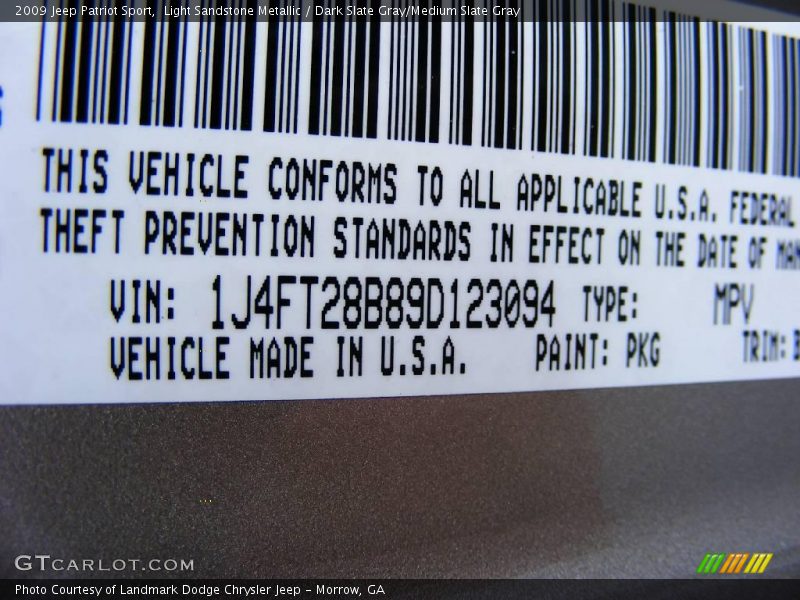 2009 Jeep Patriot Sport, Light Sandstone Metallic / Dark Slate Gray/Medium Slate Gray
THIS VEHICLE CONFORMS TO ALL APPLICABLE U.S.A. FEDERAL
THEFT PREVENTION STANDARDS IN EFFECT ON THE DATE OF MAN
VIN: 1J4FT28B89D123094 TYPE: MPV
VEHICLE MADE IN U.S.A. PAINT: PKG TRIM:
GTCARLOT.COM
Photo Courtesy of Landmark Dodge Chrysler Jeep - Morrow, GA